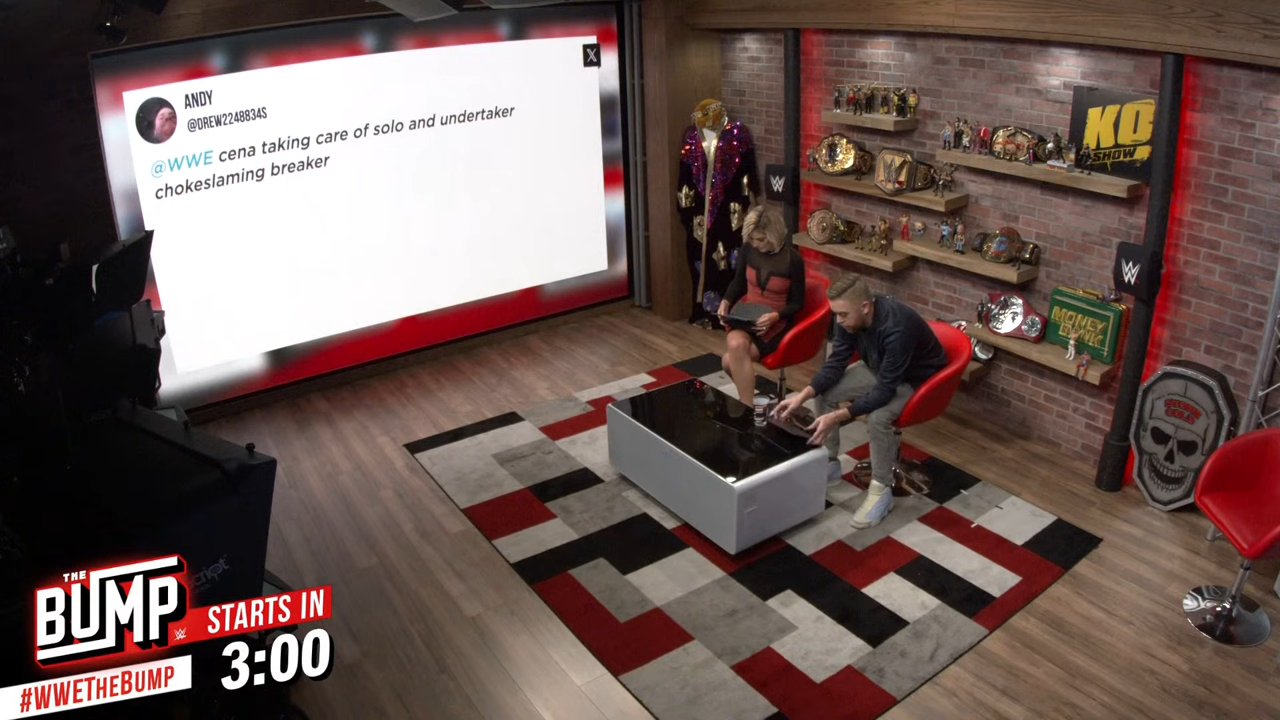 X
ANDY
@DREW2248834S
@WWE cena taking care of solo and undertaker
chokeslaming breaker
KO
SHOW
W
W
MONEY
BANK
THE
BUMP
STARTS IN
3:00
#WWETHEBUMP